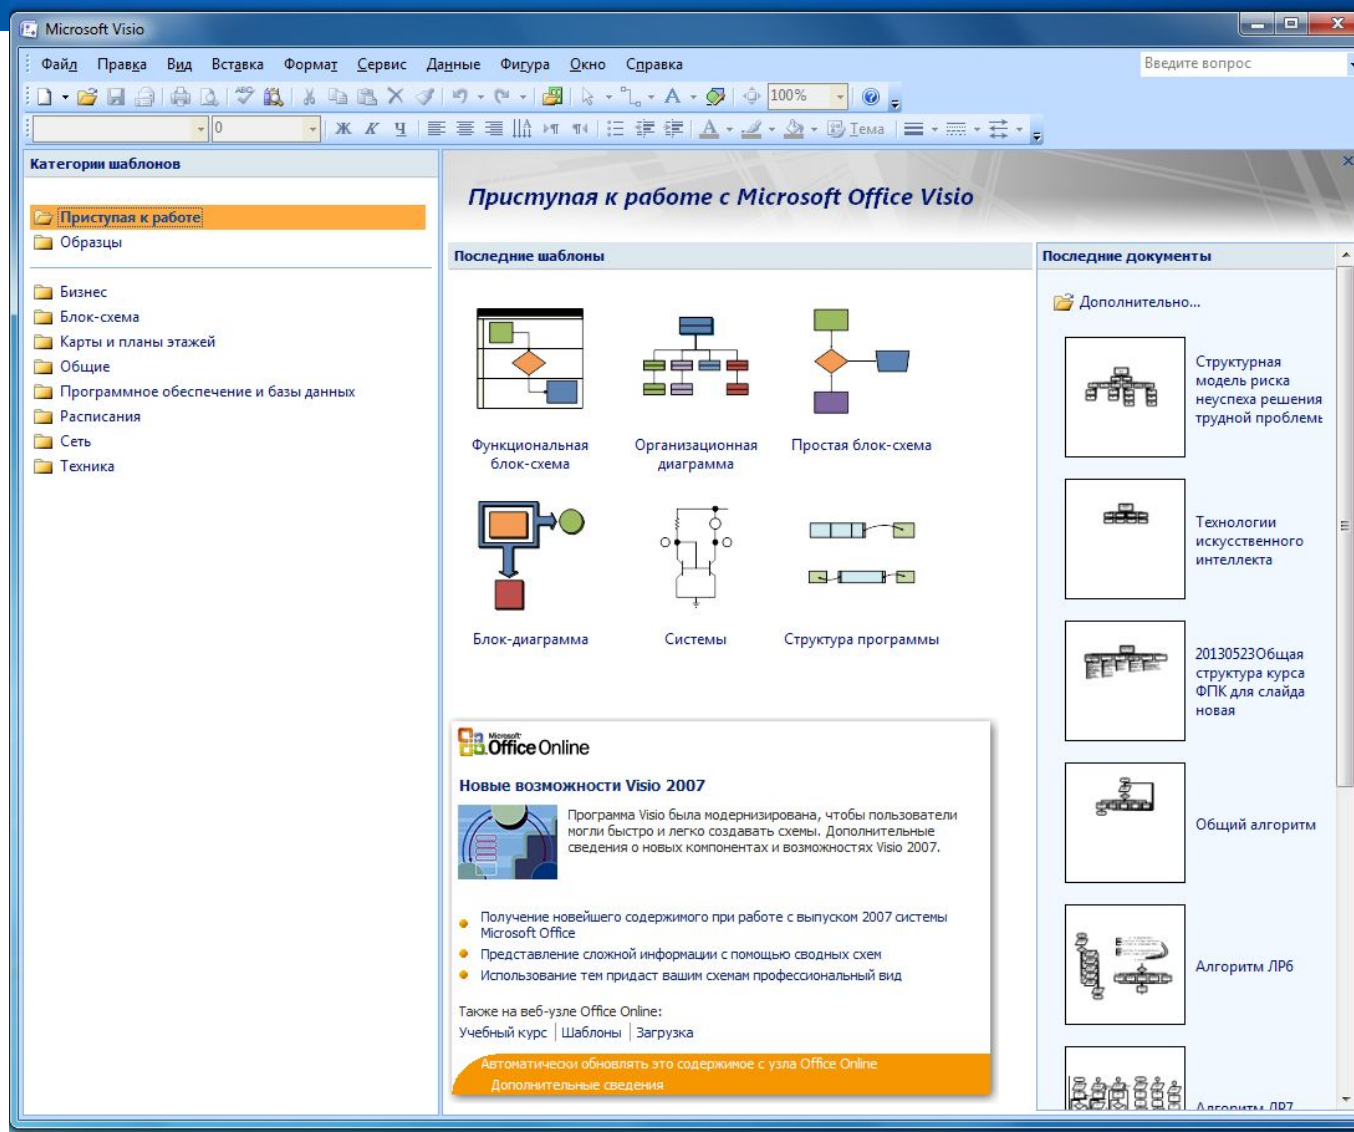 Microsoft Visio
Файл Правка Вид Вставка Формат Сервис Данные Фигура Окно Справка
Введите вопрос
100%
0
Ж К Ч
Тема
Категории шаблонов
Приступая к работе
Образцы
Бизнес
Блок-схема
Карты и планы этажей
Общие
Программное обеспечение и базы данных
Расписания
Сеть
Техника
Приступая к работе с Microsoft Office Visio
Последние шаблоны
Функциональная
блок-схема
Организационная
диаграмма
Простая блок-схема
Блок-диаграмма
Системы
Структура программы
Microsoft
Office Online
Новые возможности Visio 2007
Программа Visio была модернизирована, чтобы пользователи
могли быстро и легко создавать схемы. Дополнительные
сведения о новых компонентах и возможностях Visio 2007.
Получение новейшего содержимого при работе с выпуском 2007 системы
Microsoft Office
Представление сложной информации с помощью сводных схем
Использование тем придаст вашим схемам профессиональный вид
Также на веб-узле Office Online:
Учебный курс | Шаблоны | Загрузка
Автоматически обновлять это содержимое с узла Office Online
Дополнительные сведения
Последние документы
Дополнительно...
Структурная
модель риска
неуспеха решения
трудной проблемь
Технологии
искусственного
интеллекта
20130523Общая
структура курса
ФПК для слайда
новая
Общий алгоритм
Алгоритм ЛР6
Алгоритм ЛР7